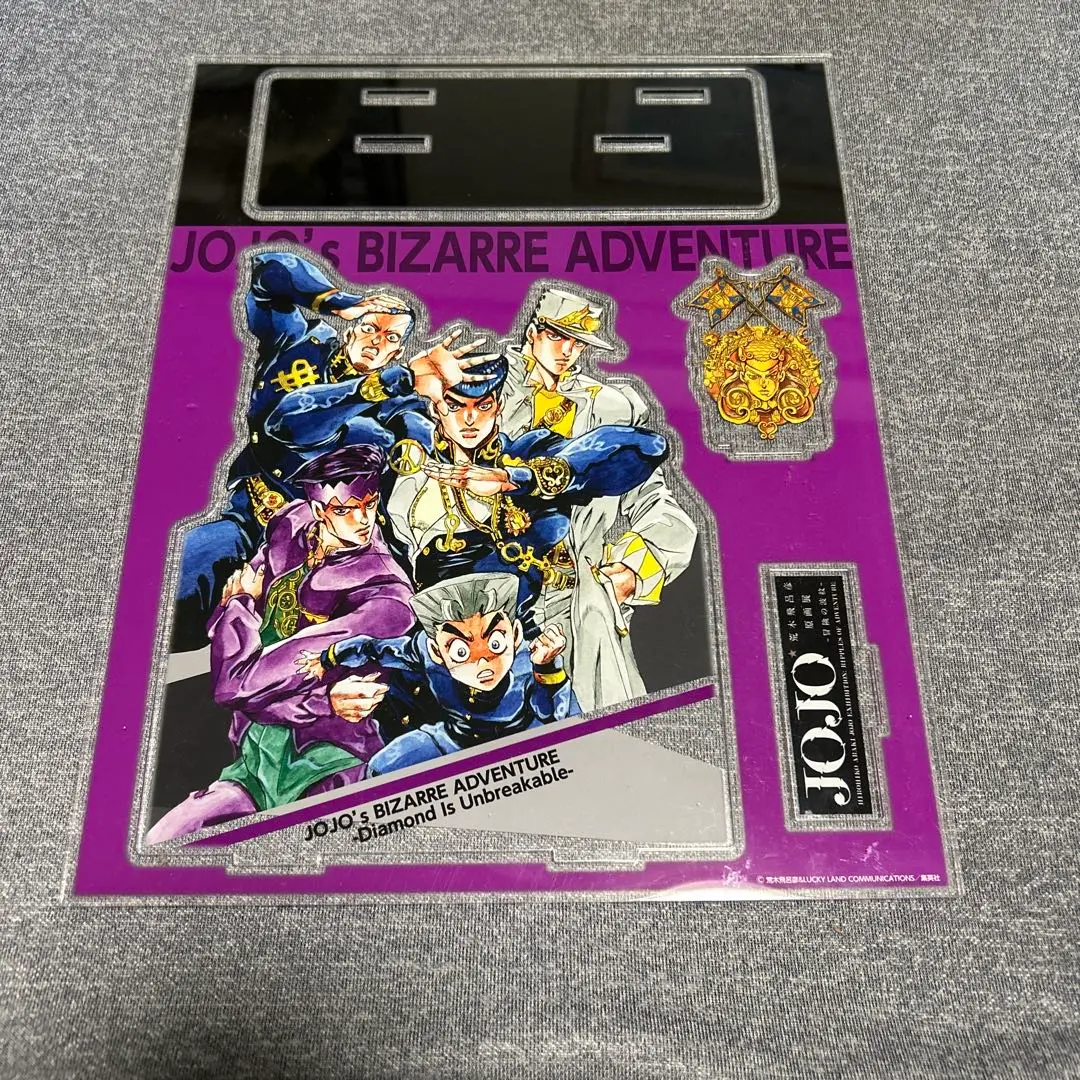 JOJO's BIZARRE ADVENTURE
荒木飛呂彦
原画展
JOJO
-冒険の波紋-
HIROHIKO ARAKI JOJO EXHIBITION: RIPPLES OF ADVENTURE
JOJO's BIZARRE ADVENTURE
-Diamond Is Unbreakable-
© 荒木飛呂彦&LUCKY LAND COMMUNICATIONS／集英社